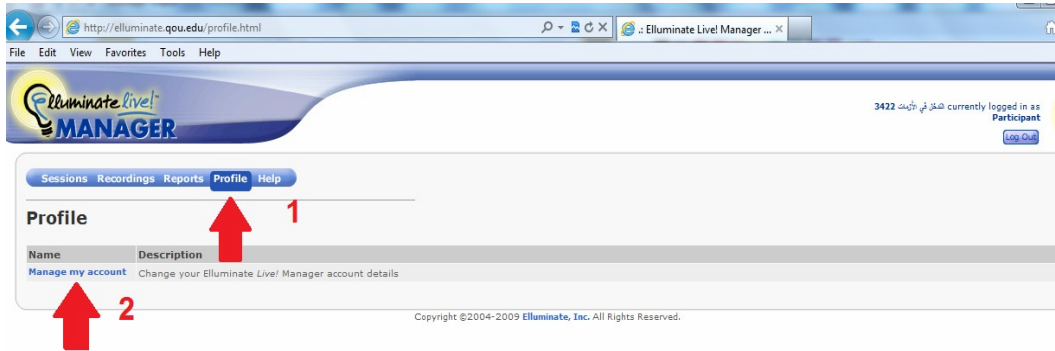 http://elluminate.qou.edu/profile.html
.: Elluminate Live! Manager ...
File Edit View Favorites Tools Help
Elluminate live!
MANAGER
3422 في currently logged in as
Participant
Log Out
Sessions Recordings Reports Profile Help
1
Profile
Name Description
Manage my account Change your Elluminate Live! Manager account details
2
Copyright ©2004-2009 Elluminate, Inc. All Rights Reserved.